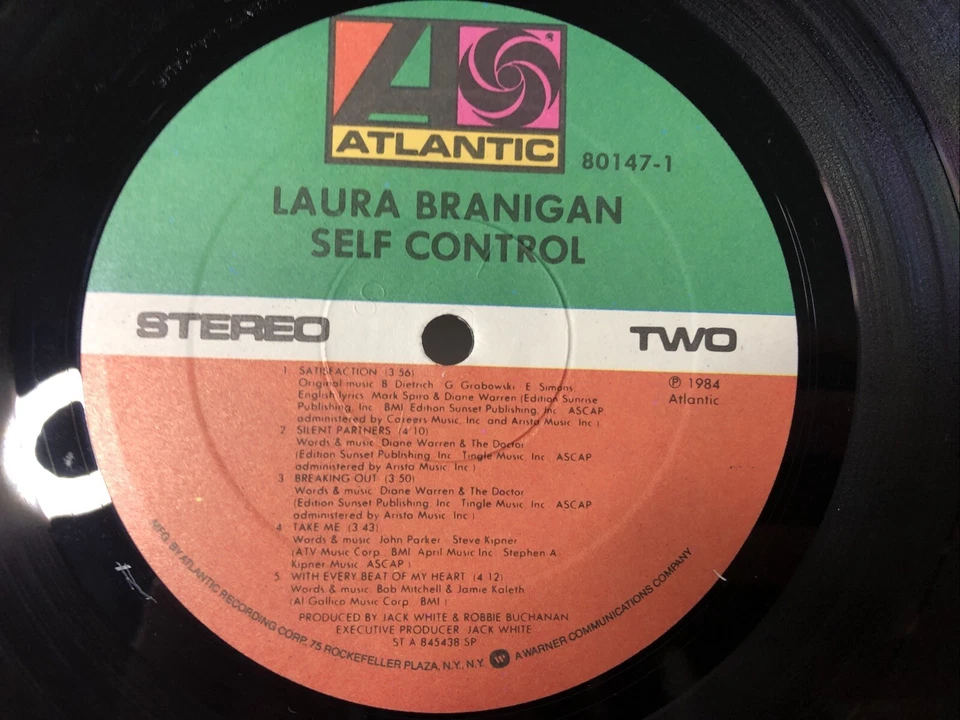 ATLANTIC
80147-1
LAURA BRANIGAN
SELF CONTROL
STEREO
TWO
℗ 1984
Atlantic
1 SATISFACTION (3 56)
Original music B Dietrich G Grabowski E Simons
English lyrics Mark Spiro & Diane Warren (Edition Sunrise
Publishing, Inc BMI Edition Sunset Publishing, Inc ASCAP
administered by Careers Music, Inc and Arista Music, Inc )
2 SILENT PARTNERS (4 10)
Words & music Diane Warren & The Doctor
(Edition Sunset Publishing, Inc Tingle Music, Inc ASCAP
administered by Arista Music, Inc )
3 BREAKING OUT (3 50)
Words & music Diane Warren & The Doctor
(Edition Sunset Publishing, Inc Tingle Music, Inc ASCAP
administered by Arista Music, Inc )
4 TAKE ME (3 43)
Words & music John Parker Steve Kipner
(ATV Music Corp BMI April Music Inc Stephen A
Kipner Music ASCAP )
5 WITH EVERY BEAT OF MY HEART (4 12)
Words & music Bob Mitchell & Jamie Kaleth
(Al Gallico Music Corp BMI )
PRODUCED BY JACK WHITE & ROBBIE BUCHANAN
EXECUTIVE PRODUCER JACK WHITE
ST A 845438 SP
MFG. BY ATLANTIC RECORDING CORP., 75 ROCKEFELLER PLAZA, N.Y., N.Y. A WARNER COMMUNICATIONS COMPANY